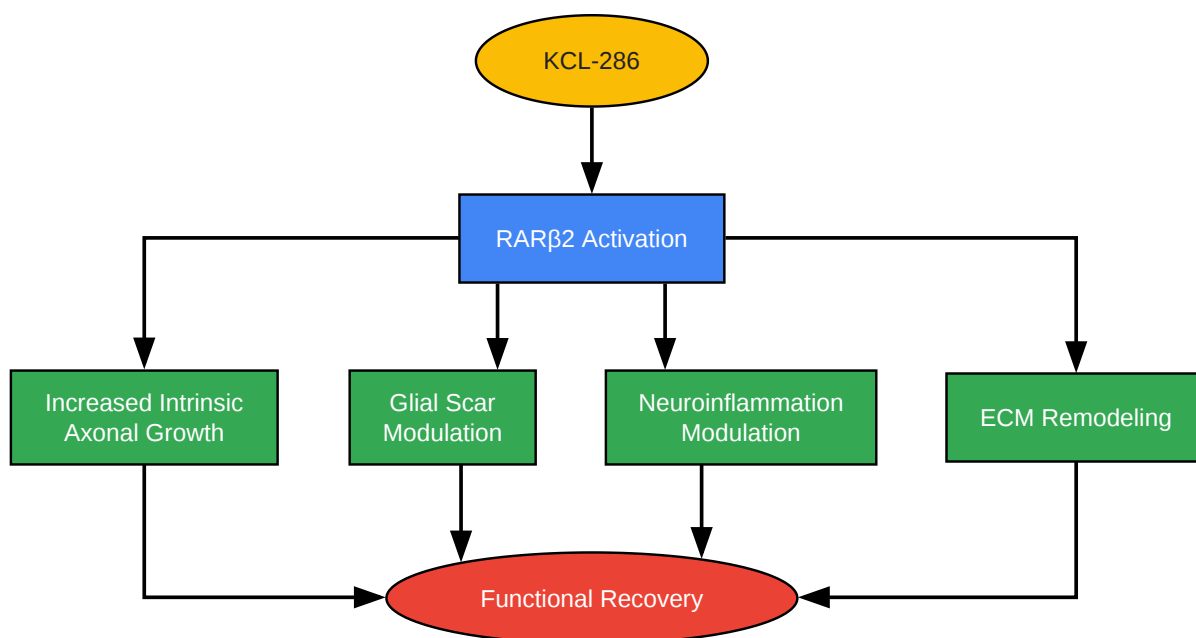 KCL-286
RARβ2 Activation
Increased Intrinsic
Axonal Growth
Glial Scar
Modulation
Neuroinflammation
Modulation
ECM Remodeling
Functional Recovery